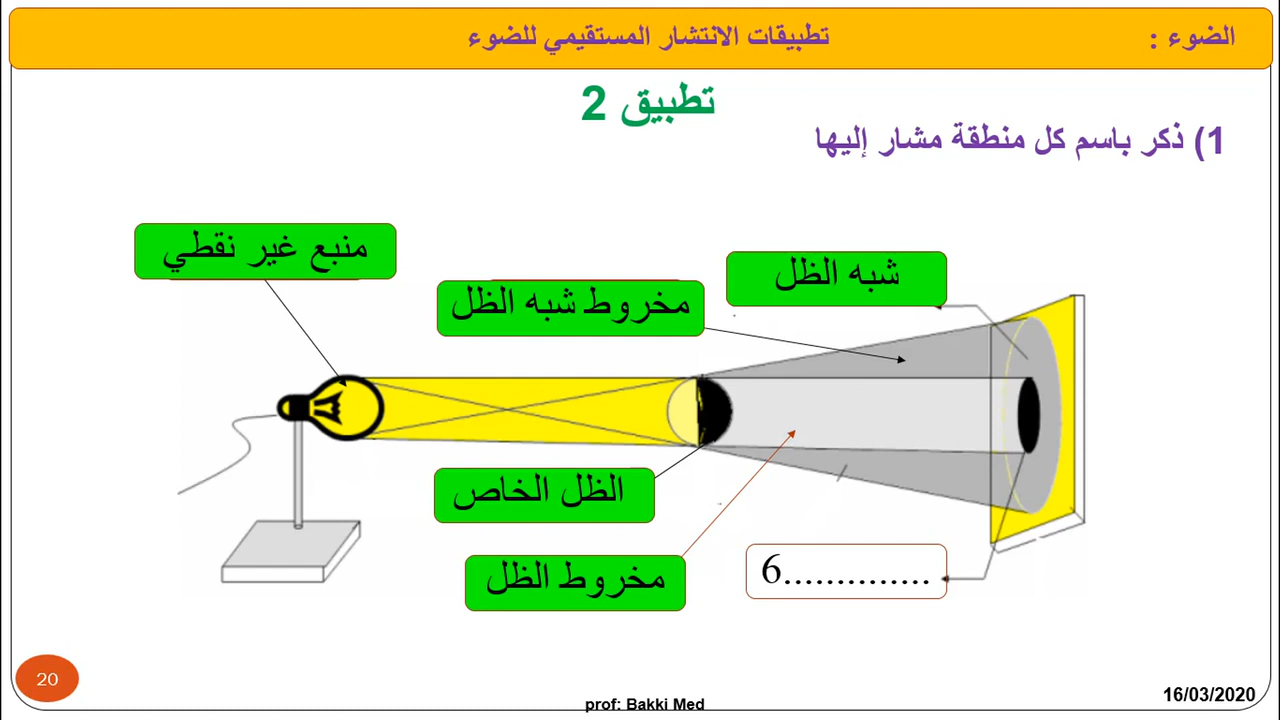 الضوء :
تطبيقات الانتشار المستقيمي للضوء
تطبيق 2
1) ذكر باسم كل منطقة مشار إليها
منبع غير نقطي
شبه الظل
مخروط شبه الظل
الظل الخاص
مخروط الظل
6..............
20
prof: Bakki Med
16/03/2020